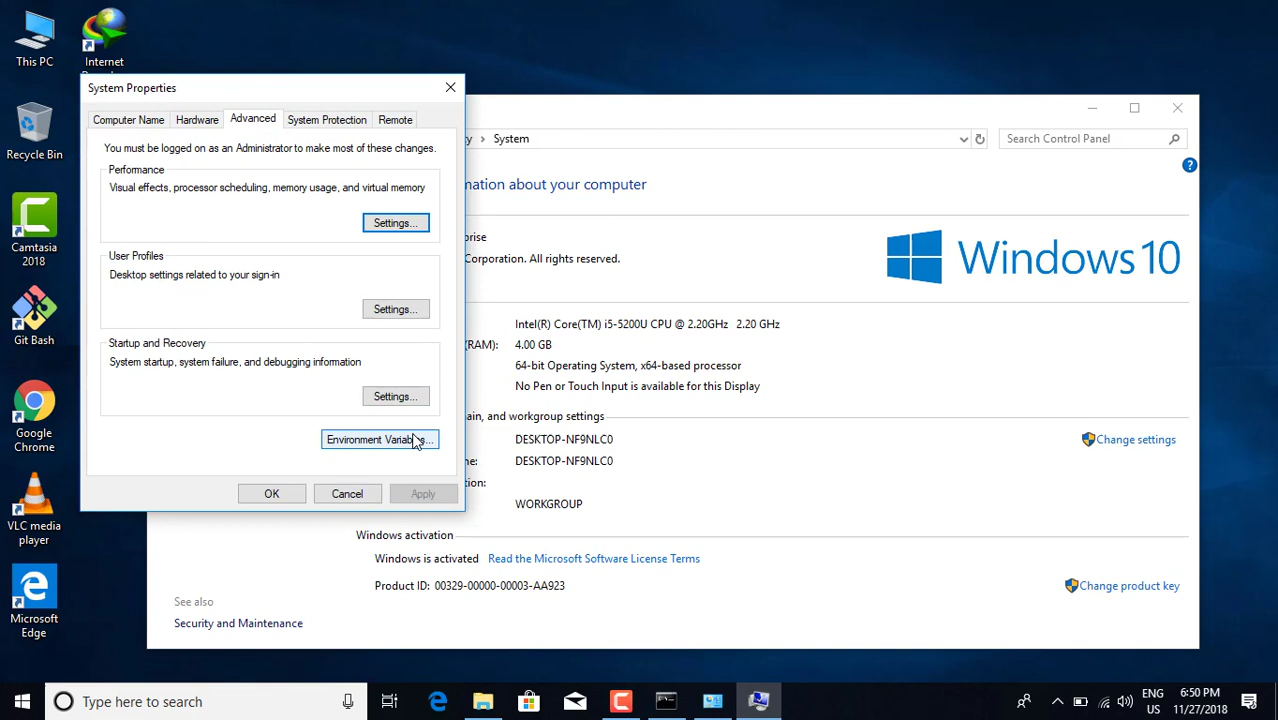 This PC
Internet
Recycle Bin
Camtasia
2018
Git Bash
Google
Chrome
VLC media
player
Microsoft
Edge
System Properties
Computer Name
Hardware
Advanced
System Protection
Remote
You must be logged on as an Administrator to make most of these changes.
Performance
Visual effects, processor scheduling, memory usage, and virtual memory
Settings...
User Profiles
Desktop settings related to your sign-in
Settings...
Startup and Recovery
System startup, system failure, and debugging information
Settings...
Environment Variables...
OK
Cancel
Apply
System
Search Control Panel
about your computer
Corporation. All rights reserved.
Windows 10
Intel(R) Core(TM) i5-5200U CPU @ 2.20GHz 2.20 GHz
(RAM): 4.00 GB
64-bit Operating System, x64-based processor
No Pen or Touch Input is available for this Display
and workgroup settings
DESKTOP-NF9NLC0
Change settings
DESKTOP-NF9NLC0
WORKGROUP
Windows activation
Windows is activated Read the Microsoft Software License Terms
Product ID: 00329-00000-00003-AA923
Change product key
See also
Security and Maintenance
Type here to search
ENG
US
6:50 PM
11/27/2018